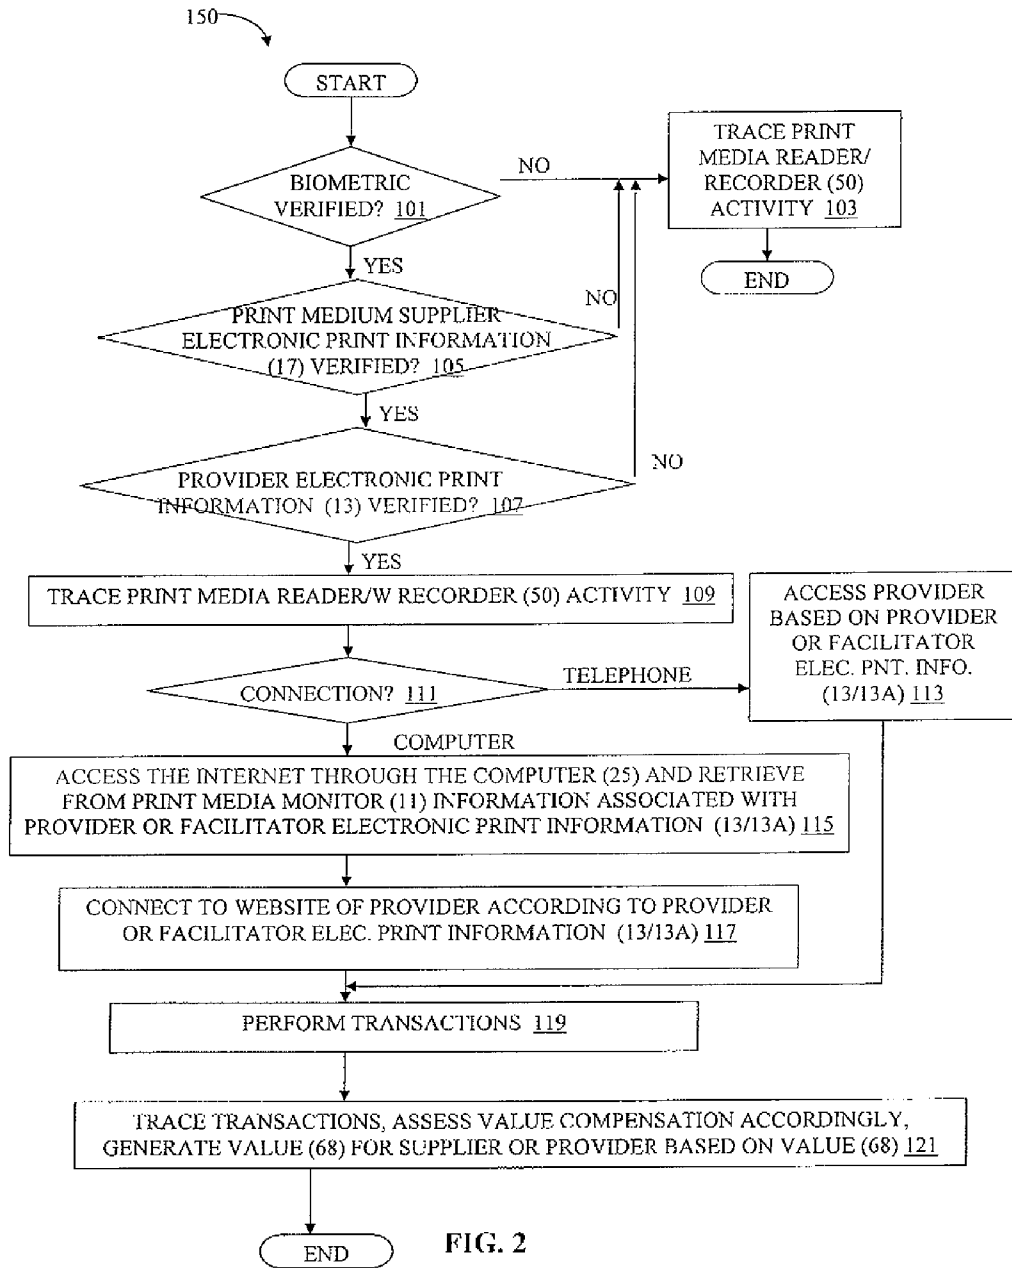 150
START
BIOMETRIC
VERIFIED? 101
NO
TRACE PRINT
MEDIA READER/
RECORDER (50)
ACTIVITY 103
END
YES
NO
PRINT MEDIUM SUPPLIER
ELECTRONIC PRINT INFORMATION
(17) VERIFIED? 105
YES
NO
PROVIDER ELECTRONIC PRINT
INFORMATION (13) VERIFIED? 107
YES
TRACE PRINT MEDIA READER/W RECORDER (50) ACTIVITY 109
CONNECTION? 111
TELEPHONE
ACCESS PROVIDER
BASED ON PROVIDER
OR FACILITATOR
ELEC. PNT. INFO.
(13/13A) 113
COMPUTER
ACCESS THE INTERNET THROUGH THE COMPUTER (25) AND RETRIEVE
FROM PRINT MEDIA MONITOR (11) INFORMATION ASSOCIATED WITH
PROVIDER OR FACILITATOR ELECTRONIC PRINT INFORMATION (13/13A) 115
CONNECT TO WEBSITE OF PROVIDER ACCORDING TO PROVIDER
OR FACILITATOR ELEC. PRINT INFORMATION (13/13A) 117
PERFORM TRANSACTIONS 119
TRACE TRANSACTIONS, ASSESS VALUE COMPENSATION ACCORDINGLY,
GENERATE VALUE (68) FOR SUPPLIER OR PROVIDER BASED ON VALUE (68) 121
END
FIG. 2